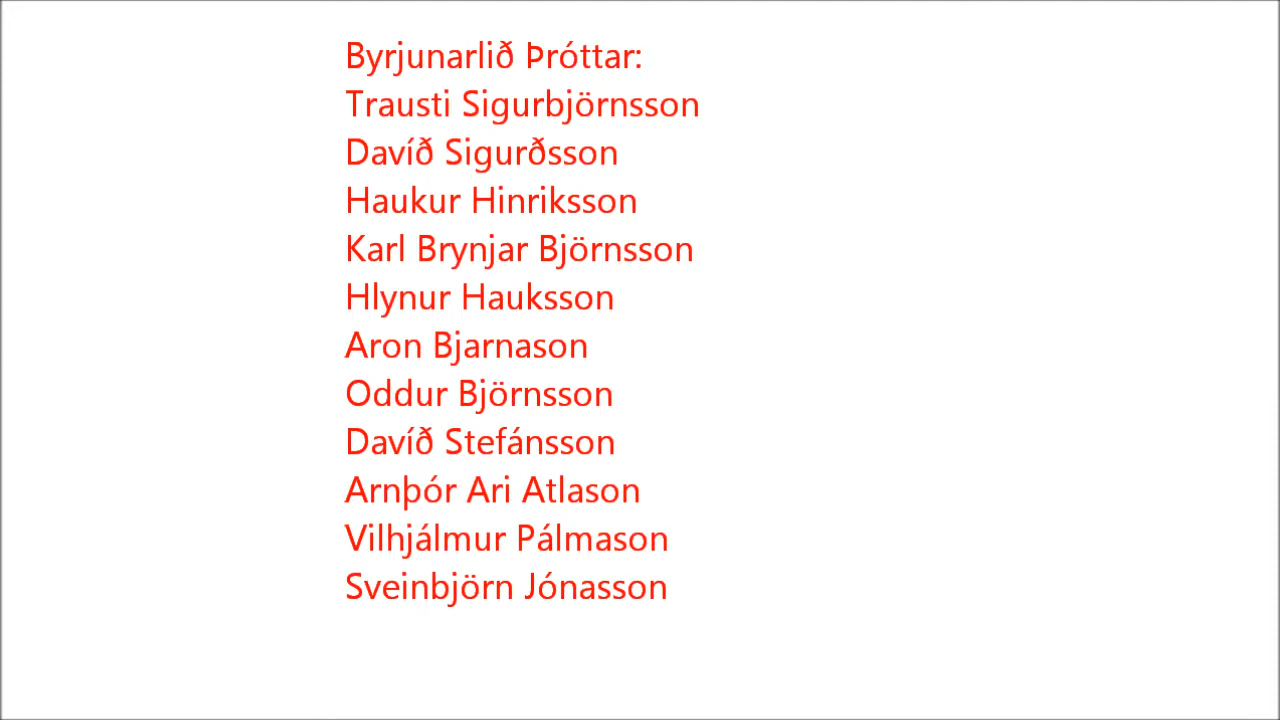 Byrjunarlið Þróttar:
Trausti Sigurbjörnsson
Davíð Sigurðsson
Haukur Hinriksson
Karl Brynjar Björnsson
Hlynur Hauksson
Aron Bjarnason
Oddur Björnsson
Davíð Stefánsson
Arnþór Ari Atlason
Vilhjálmur Pálmason
Sveinbjörn Jónasson